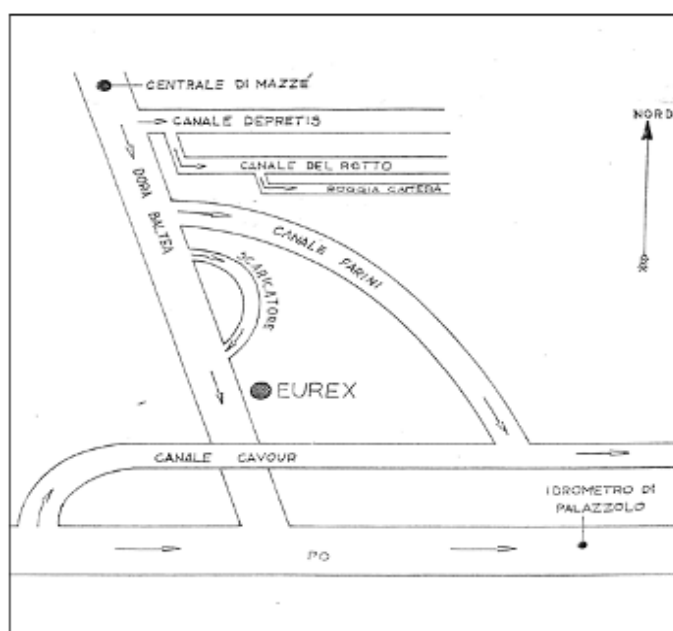 CENTRALE DI MAZZÉ
CANALE DEPRETIS
NORD
CANALE DEL ROTTO
ROGGIA CAMERA
DORA
BALTEA
CANALE FARINI
SCARICATORE
EUREX
CANALE CAVOUR
IDROMETRO DI
PALAZZOLO
PO